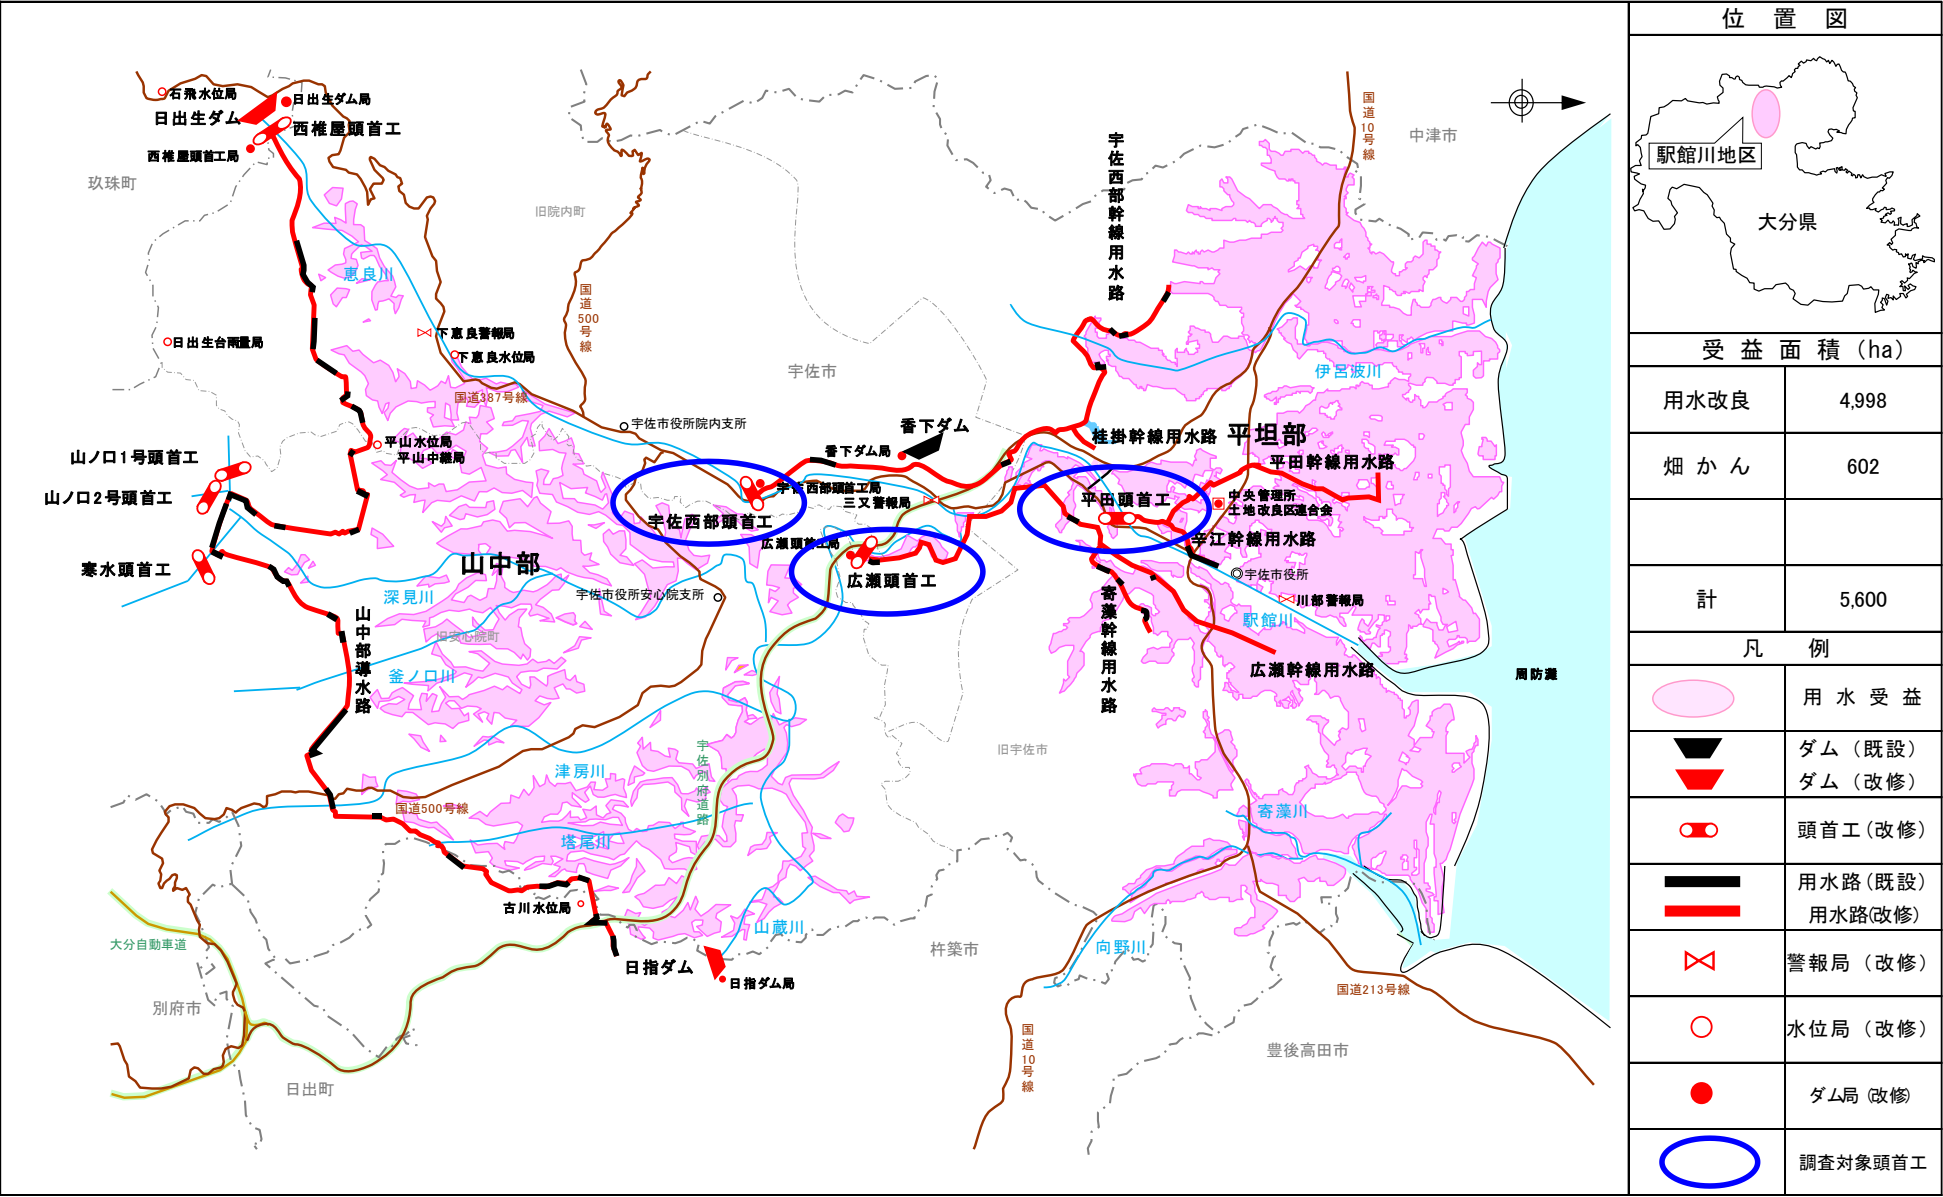 石飛水位局
日出生ダム局
日出生ダム
西椎屋頭首工
西椎屋頭首工局
玖珠町
旧院内町
恵良川
国道500号線
下恵良警報局
下恵良水位局
日出生台雨量局
国道387号線
宇佐市
宇佐市役所院内支所
平山水位局
平山中継局
山ノ口1号頭首工
山ノ口2号頭首工
寒水頭首工
山中部
深見川
旧安心院町
釜ノ口川
山中部導水路
宇佐市役所安心院支所
宇佐西部頭首工局
宇佐西部頭首工
三又警報局
香下ダム局
香下ダム
広瀬頭首工局
広瀬頭首工
宇佐西部幹線用水路
国道10号線
中津市
伊呂波川
桂掛幹線用水路
平坦部
平田幹線用水路
平田頭首工
中央管理所
土地改良区連合会
辛江幹線用水路
宇佐市役所
川部警報局
駅館川
寄藻幹線用水路
広瀬幹線用水路
周防灘
旧宇佐市
宇佐別府道路
津房川
国道500号線
塔尾川
古川水位局
日指ダム
日指ダム局
山蔵川
杵築市
寄藻川
向野川
国道213号線
国道10号線
豊後高田市
大分自動車道
別府市
日出町
位置図
駅館川地区
大分県
受益面積（ha）
用水改良 4,998
畑かん 602
計 5,600
凡例
用水受益
ダム（既設）
ダム（改修）
頭首工（改修）
用水路（既設）
用水路（改修）
警報局（改修）
水位局（改修）
ダム局（改修）
調査対象頭首工